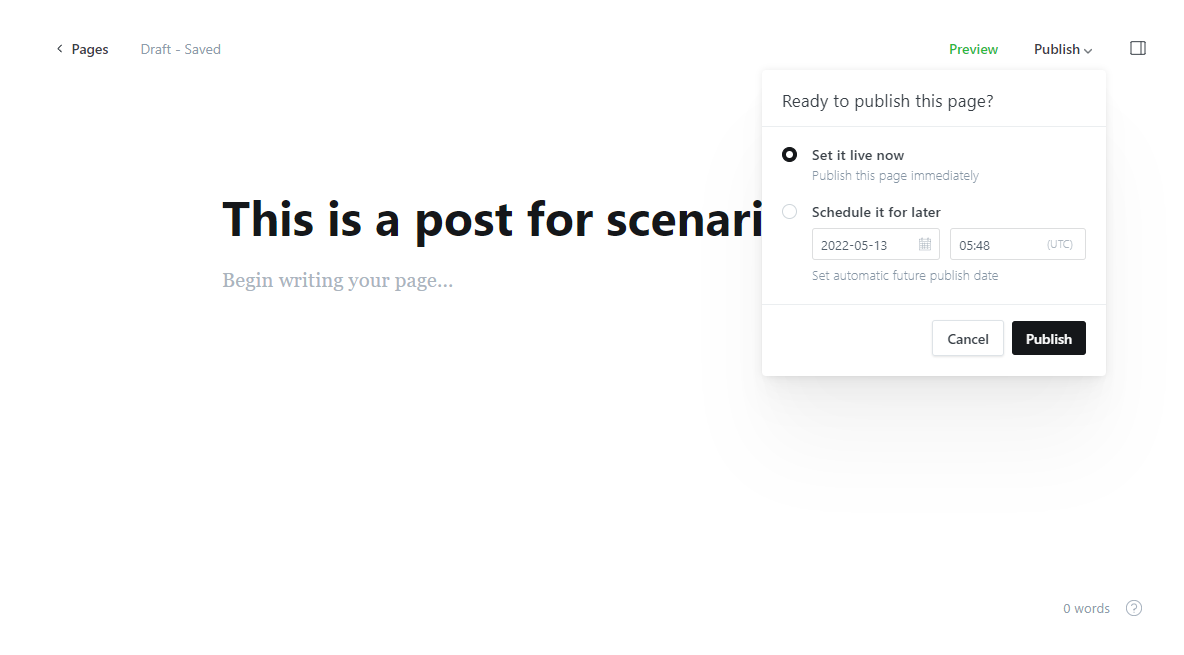 Pages
Draft - Saved
Preview
Publish
Ready to publish this page?
Set it live now
Publish this page immediately
Schedule it for later
2022-05-13
05:48
(UTC)
Set automatic future publish date
Cancel
Publish
This is a post for scenari
Begin writing your page...
0 words
?